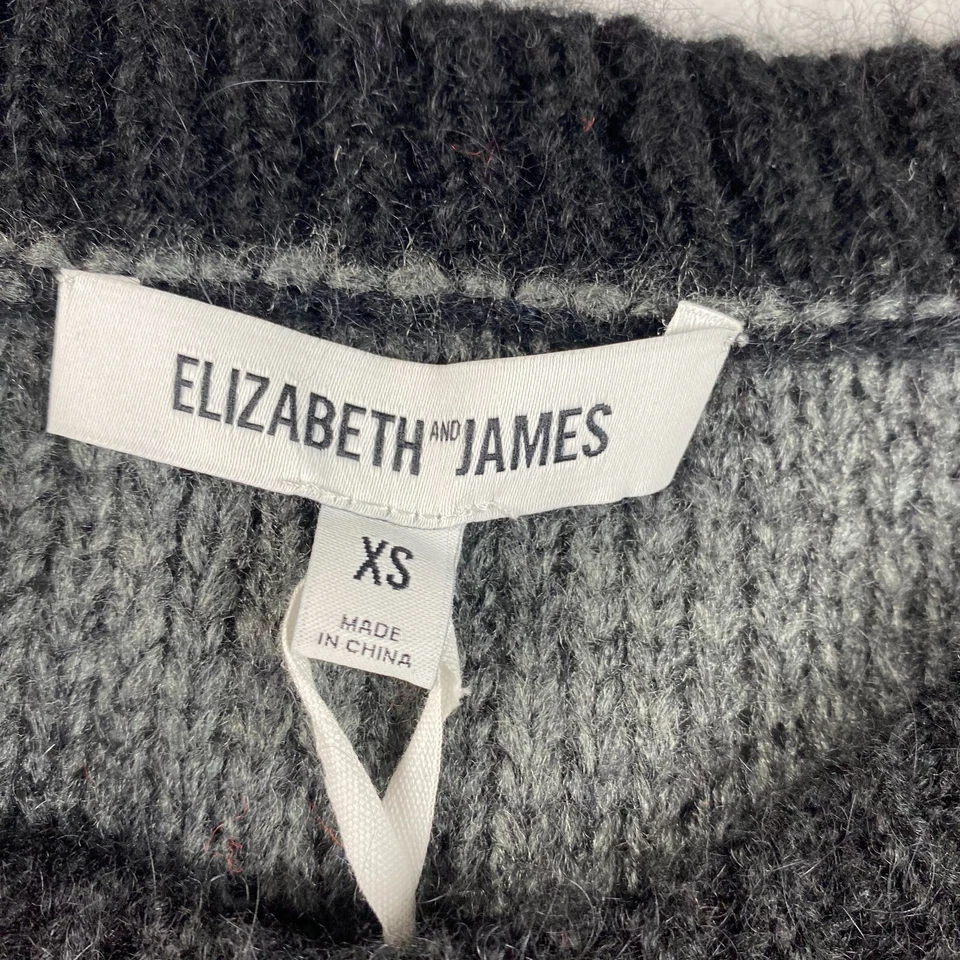 ELIZABETH AND JAMES
XS
MADE
IN CHINA